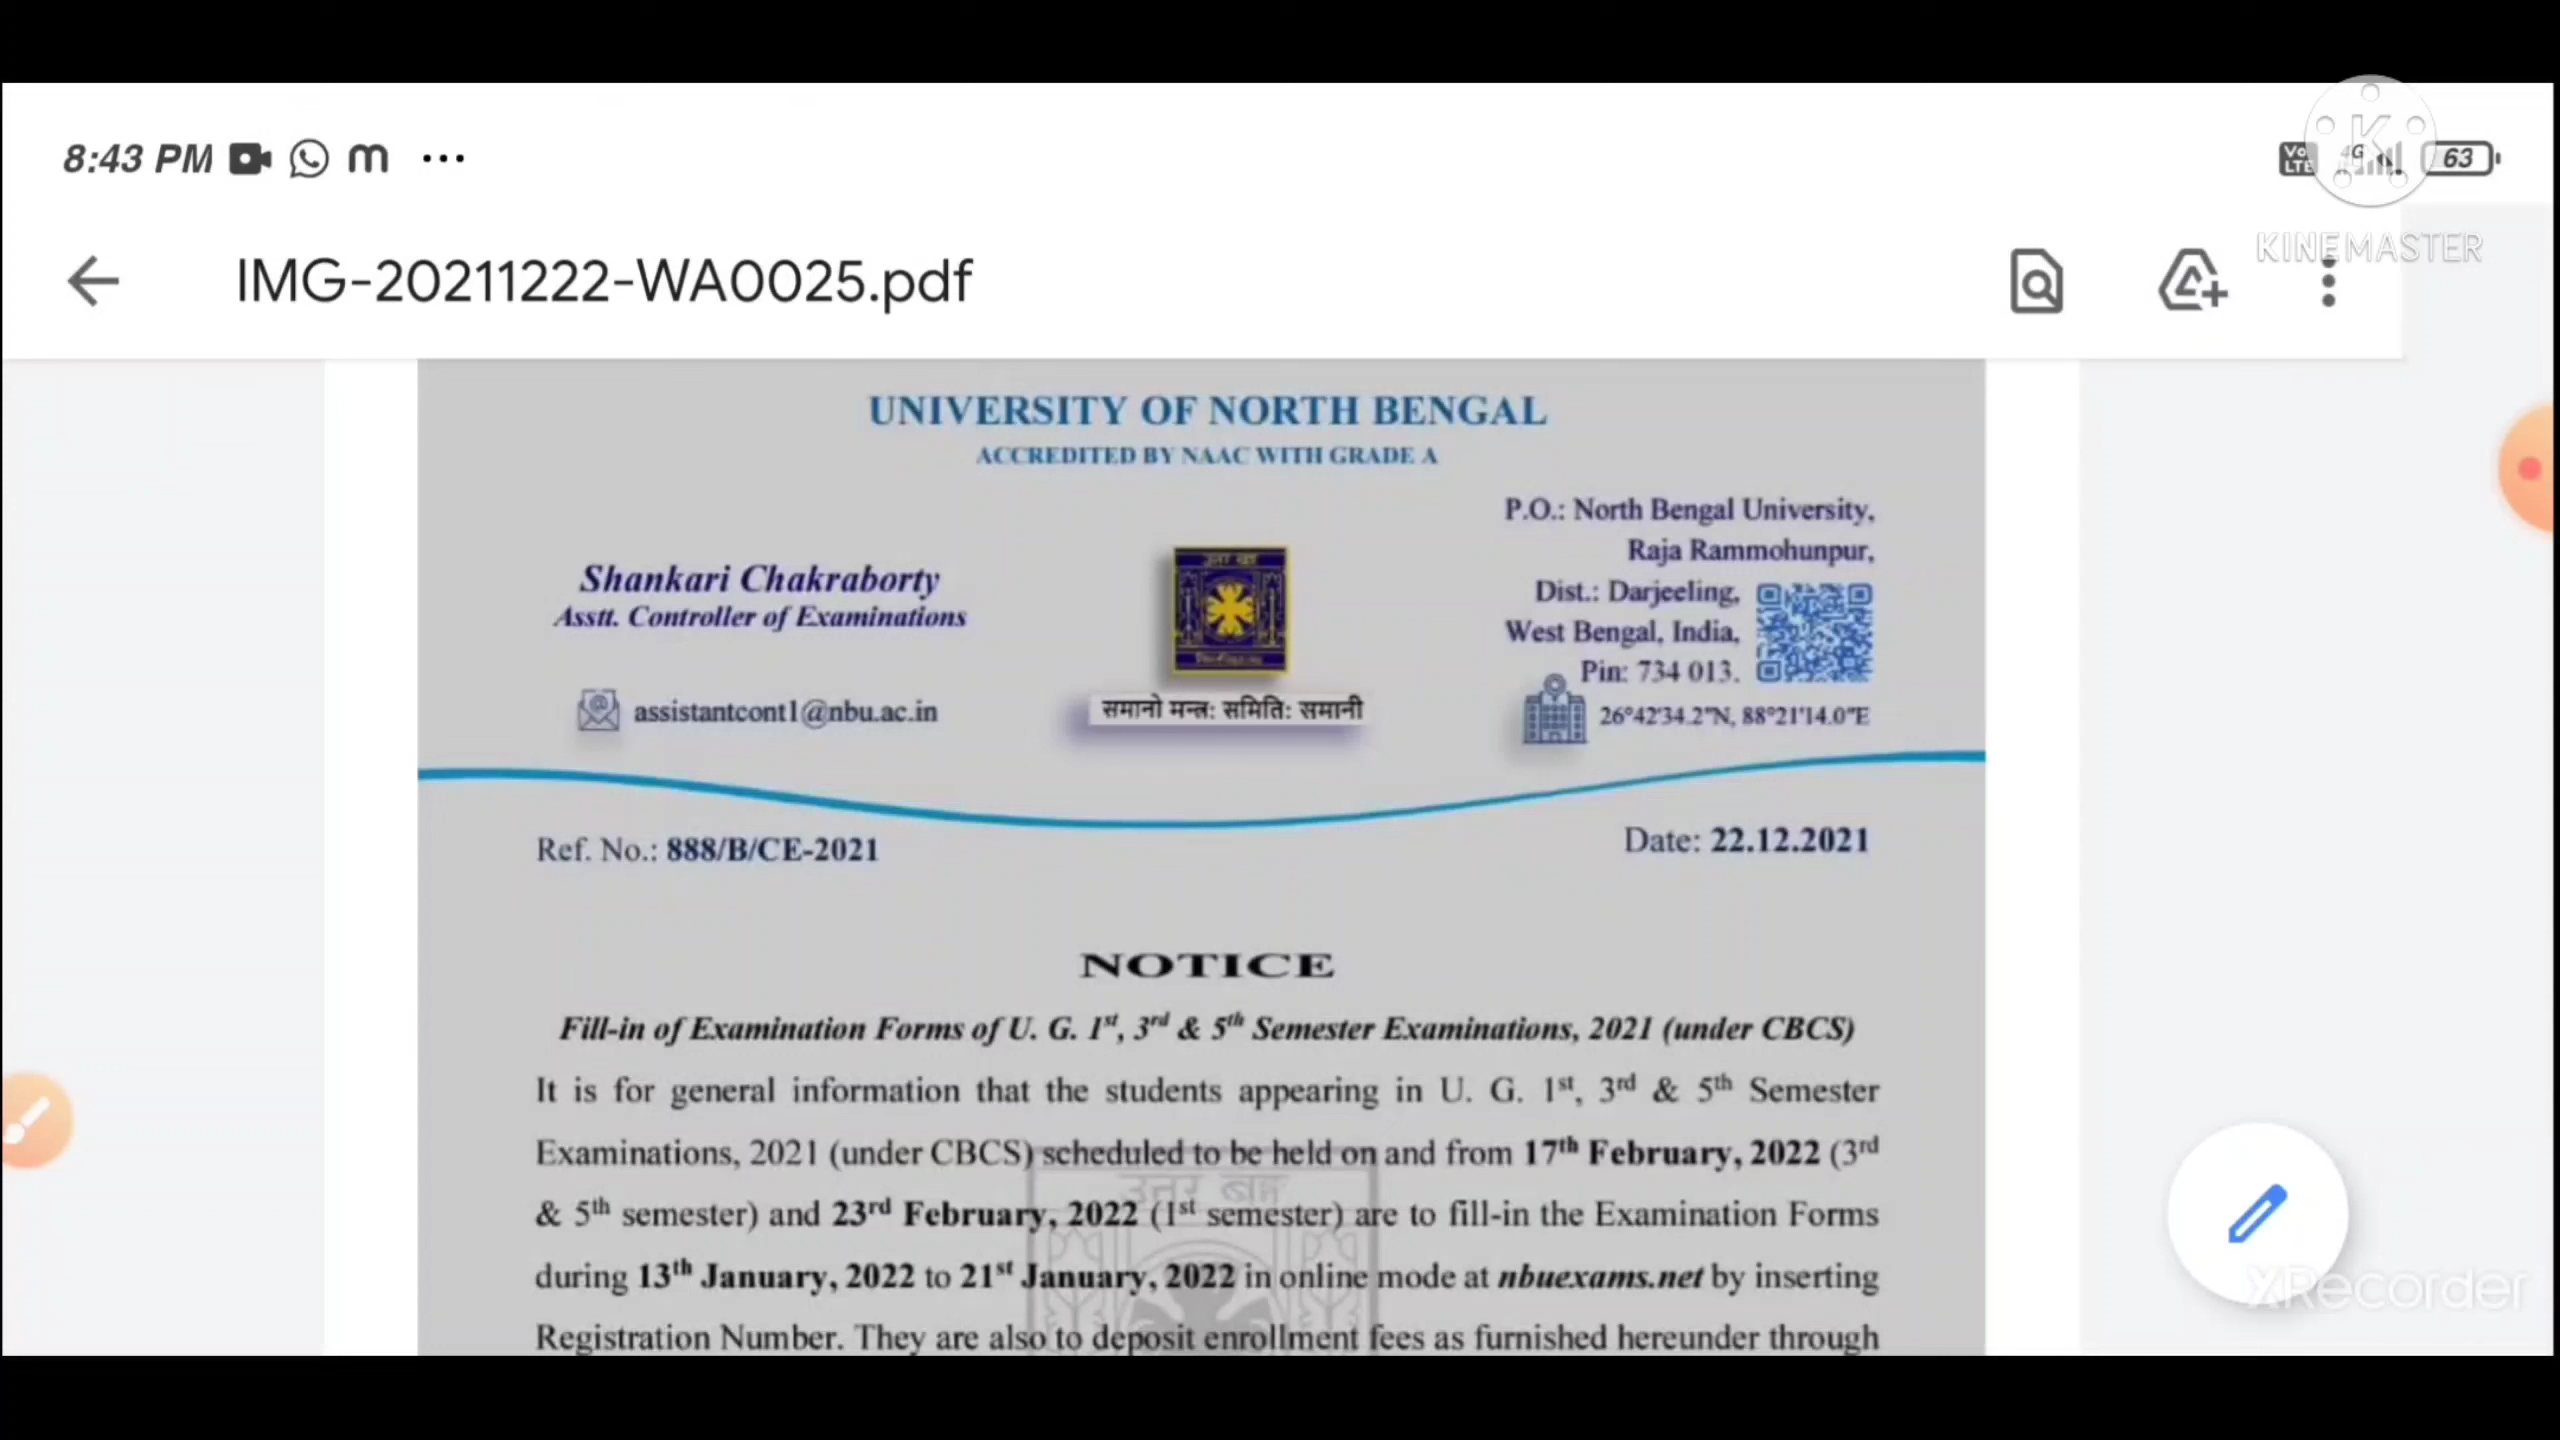 8:43 PM m ...
Vo LTE 4G 63
K
KINEMASTER
IMG-20211222-WA0025.pdf
UNIVERSITY OF NORTH BENGAL
ACCREDITED BY NAAC WITH GRADE A
Shankari Chakraborty
Asstt. Controller of Examinations
assistantcont1@nbu.ac.in
समानो मन्त्र: समिति: समानी
P.O.: North Bengal University,
Raja Rammohunpur,
Dist.: Darjeeling,
West Bengal, India,
Pin: 734 013.
26°42'34.2"N, 88°21'14.0"E
Ref. No.: 888/B/CE-2021
Date: 22.12.2021
NOTICE
Fill-in of Examination Forms of U. G. 1st, 3rd & 5th Semester Examinations, 2021 (under CBCS)
It is for general information that the students appearing in U. G. 1st, 3rd & 5th Semester
Examinations, 2021 (under CBCS) scheduled to be held on and from 17th February, 2022 (3rd
& 5th semester) and 23rd February, 2022 (1st semester) are to fill-in the Examination Forms
during 13th January, 2022 to 21st January, 2022 in online mode at nbuexams.net by inserting
Registration Number. They are also to deposit enrollment fees as furnished hereunder through
XRecorder